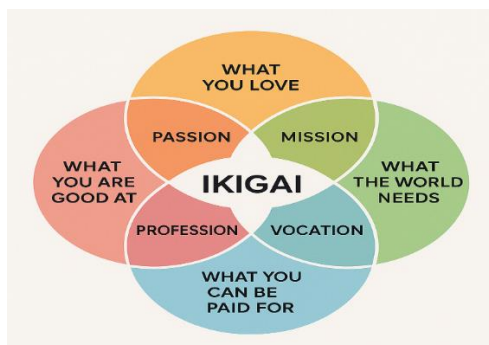 WHAT
YOU LOVE
PASSION
MISSION
WHAT
YOU ARE
GOOD AT
IKIGAI
WHAT
THE WORLD
NEEDS
PROFESSION
VOCATION
WHAT YOU
CAN BE
PAID FOR